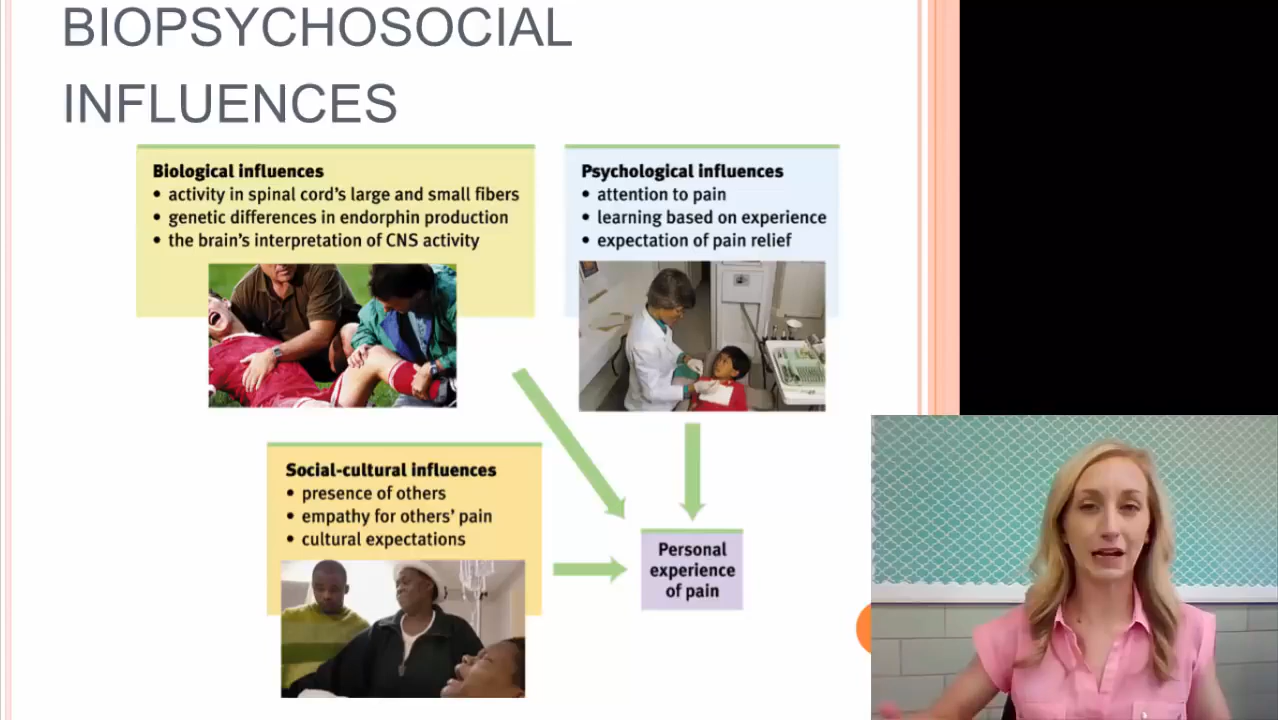 BIOPSYCHOSOCIAL
INFLUENCES
Biological influences
• activity in spinal cord's large and small fibers
• genetic differences in endorphin production
• the brain's interpretation of CNS activity
Psychological influences
• attention to pain
• learning based on experience
• expectation of pain relief
Social-cultural influences
• presence of others
• empathy for others' pain
• cultural expectations
Personal
experience
of pain